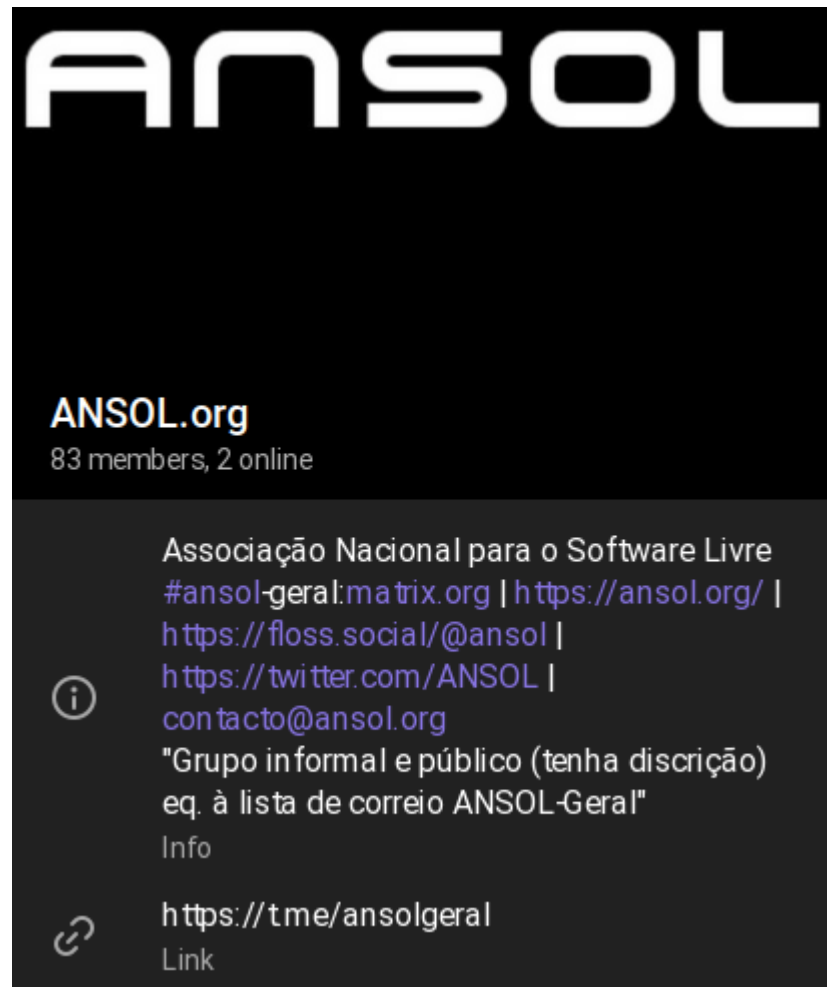 ANSOL
ANSOL.org
83 members, 2 online
Associação Nacional para o Software Livre
#ansol-geral:matrix.org | https://ansol.org/ |
https://floss.social/@ansol |
https://twitter.com/ANSOL |
contacto@ansol.org
"Grupo informal e público (tenha discrição)
eq. à lista de correio ANSOL-Geral"
Info
https://t.me/ansolgeral
Link